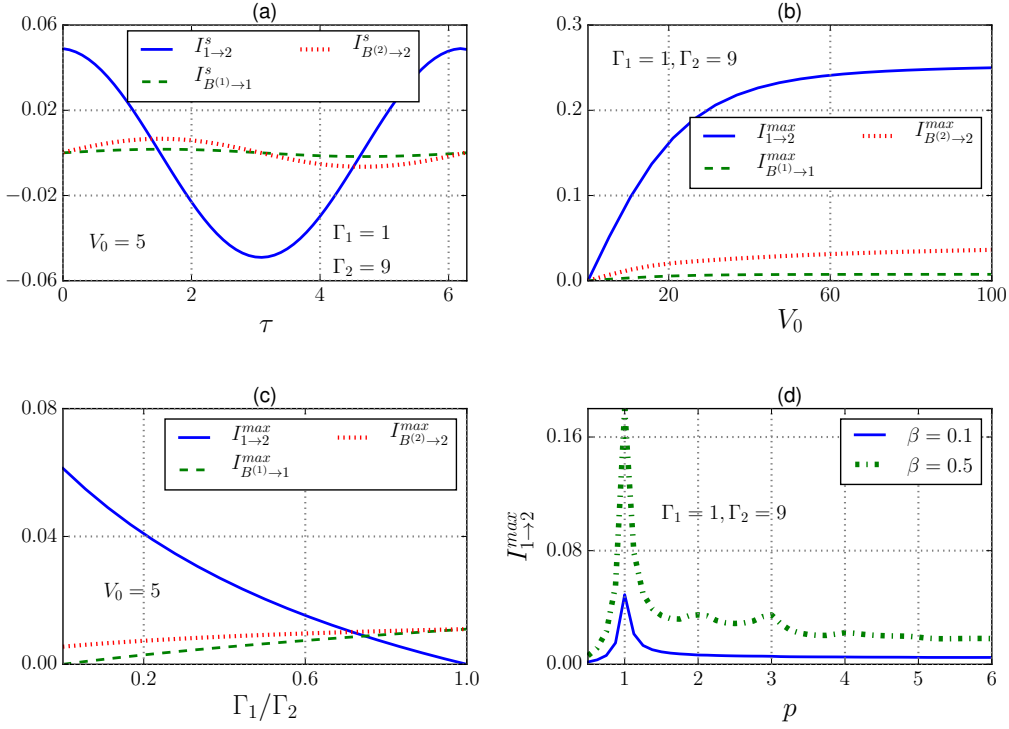 (a)
0.06
0.02
−0.02
−0.06
I^s_{1→2}
I^s_{B^{(2)}→2}
I^s_{B^{(1)}→1}
V_0 = 5
Γ_1 = 1
Γ_2 = 9
0 2 4 6
τ
(b)
0.3
0.2
0.1
0.0
Γ_1 = 1, Γ_2 = 9
I^{max}_{1→2}
I^{max}_{B^{(2)}→2}
I^{max}_{B^{(1)}→1}
20 60 100
V_0
(c)
0.08
0.04
0.00
I^{max}_{1→2}
I^{max}_{B^{(2)}→2}
I^{max}_{B^{(1)}→1}
V_0 = 5
0.2 0.6 1.0
Γ_1/Γ_2
(d)
0.16
0.08
0.00
I^{max}_{1→2}
β = 0.1
β = 0.5
Γ_1 = 1, Γ_2 = 9
1 2 3 4 5 6
p